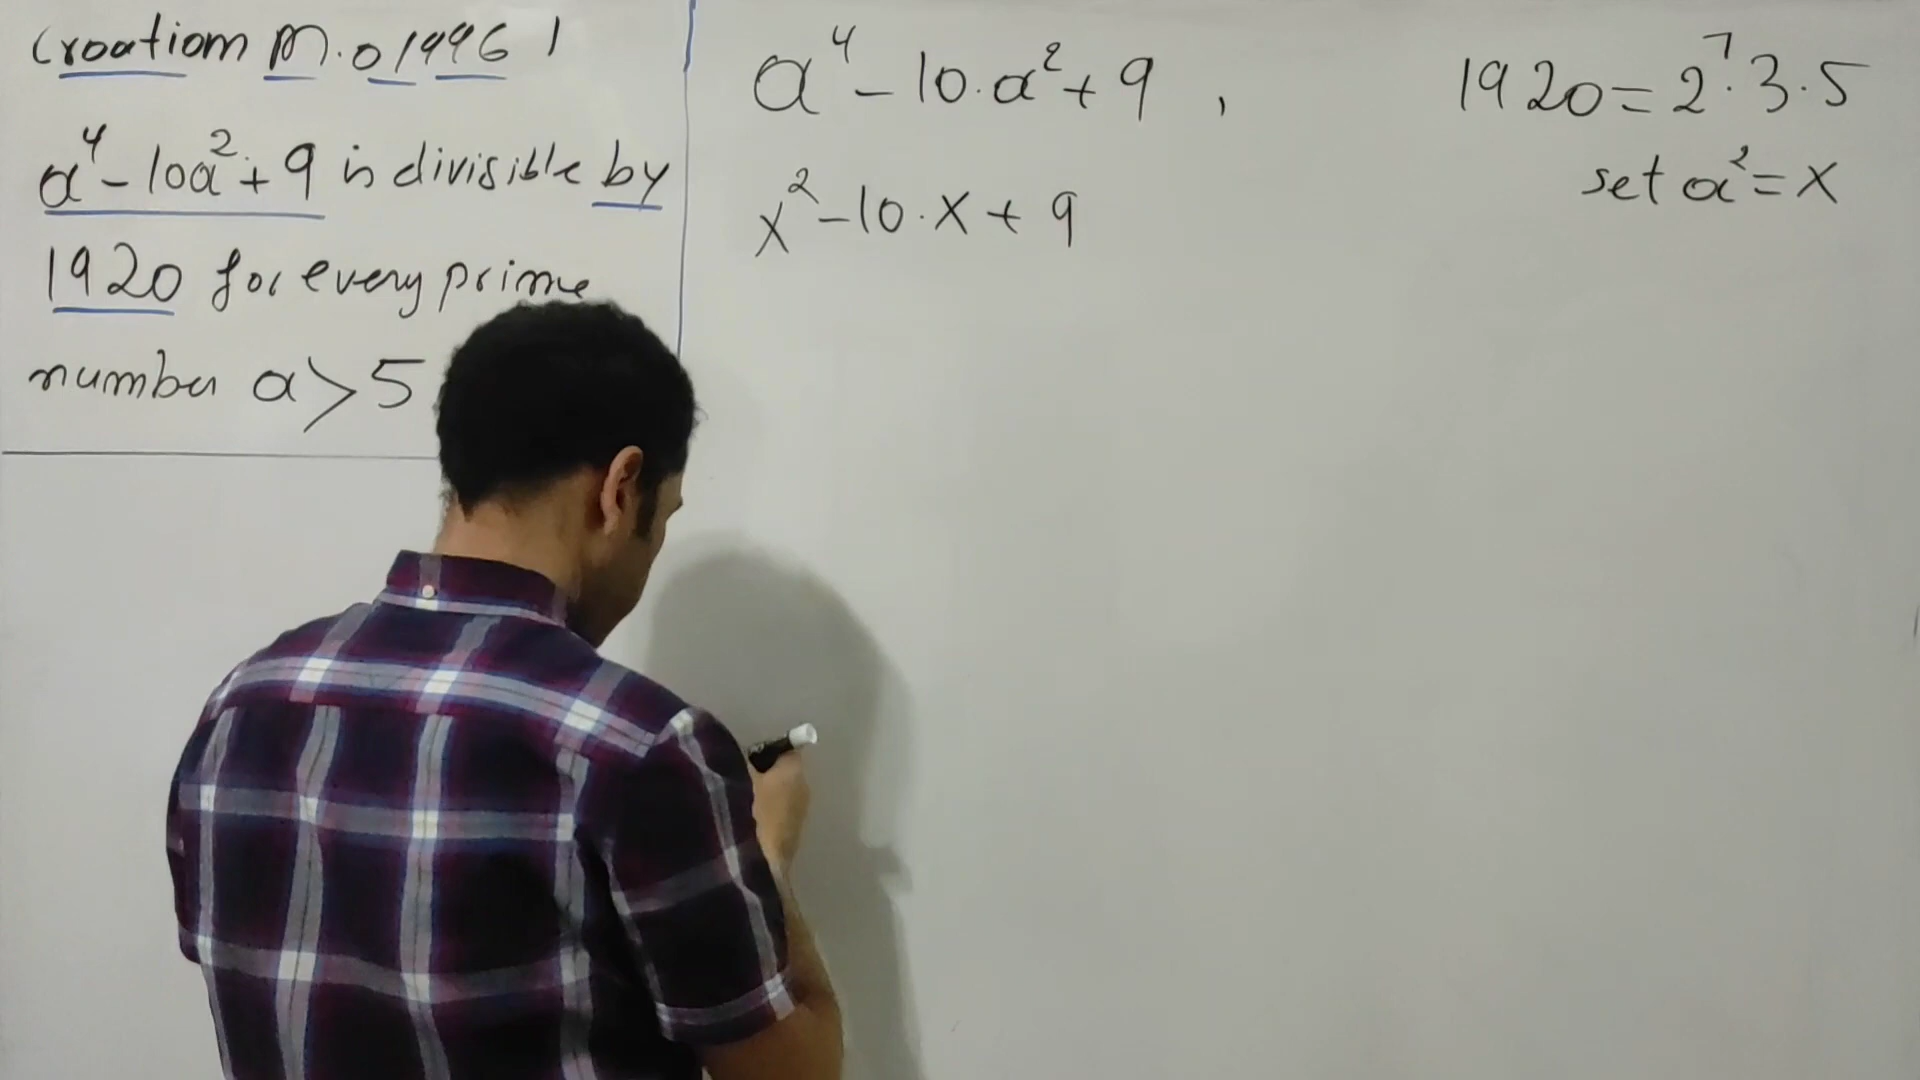 Croatiom M.O 1996 |
a⁴-10a²+9 is divisible by
1920 for every prime
number a>5
a⁴-10.a²+9,
x²-10.x+9
1920=2⁷.3.5
set a²=x